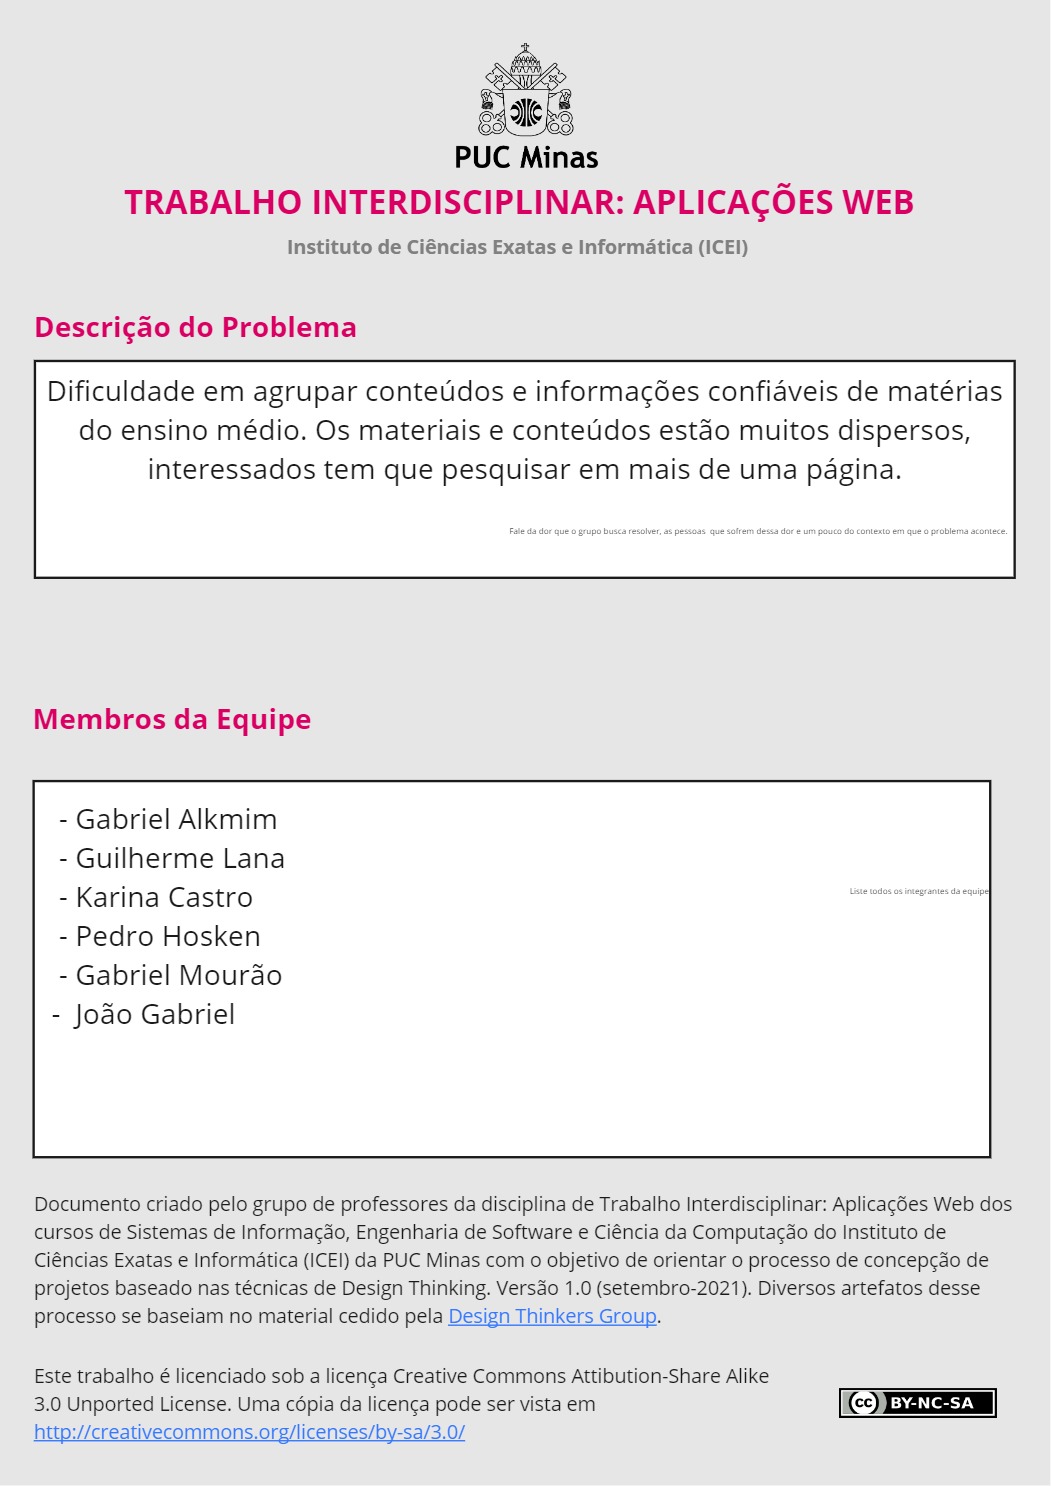 PUC Minas
TRABALHO INTERDISCIPLINAR: APLICAÇÕES WEB
Instituto de Ciências Exatas e Informática (ICEI)
Descrição do Problema
Dificuldade em agrupar conteúdos e informações confiáveis de matérias
do ensino médio. Os materiais e conteúdos estão muitos dispersos,
interessados tem que pesquisar em mais de uma página.
Fale da dor que o grupo busca resolver, as pessoas que sofrem dessa dor e um pouco do contexto em que o problema acontece.
Membros da Equipe
- Gabriel Alkmim
- Guilherme Lana
- Karina Castro
Liste todos os integrantes da equipe
- Pedro Hosken
- Gabriel Mourão
- João Gabriel
Documento criado pelo grupo de professores da disciplina de Trabalho Interdisciplinar: Aplicações Web dos
cursos de Sistemas de Informação, Engenharia de Software e Ciência da Computação do Instituto de
Ciências Exatas e Informática (ICEI) da PUC Minas com o objetivo de orientar o processo de concepção de
projetos baseado nas técnicas de Design Thinking. Versão 1.0 (setembro-2021). Diversos artefatos desse
processo se baseiam no material cedido pela Design Thinkers Group.
Este trabalho é licenciado sob a licença Creative Commons Attibution-Share Alike
3.0 Unported License. Uma cópia da licença pode ser vista em
http://creativecommons.org/licenses/by-sa/3.0/
cc BY-NC-SA